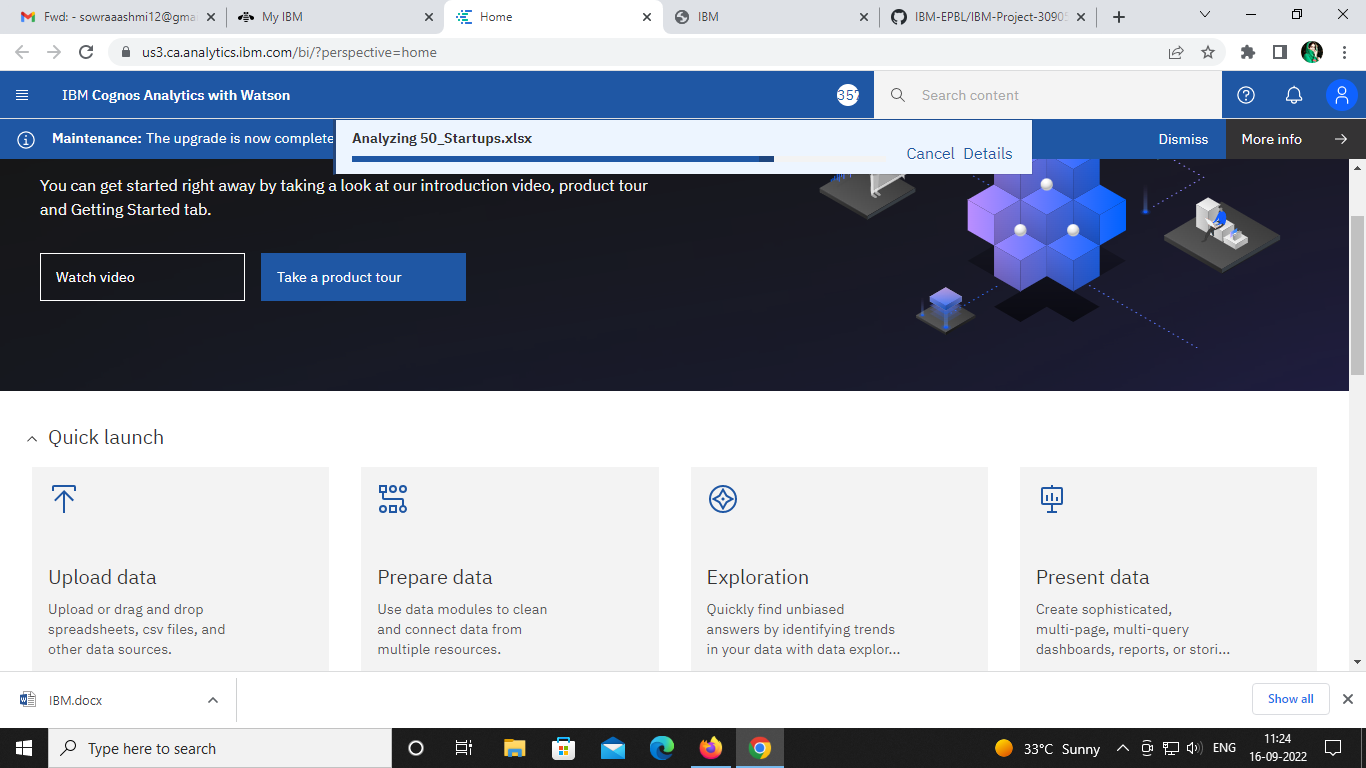 Fwd: - sowraaashmi12@gmai
My IBM
Home
IBM
IBM-EPBL/IBM-Project-3090
us3.ca.analytics.ibm.com/bi/?perspective=home
IBM Cognos Analytics with Watson
Search content
Maintenance: The upgrade is now complete
Analyzing 50_Startups.xlsx
Cancel Details
Dismiss
More info
You can get started right away by taking a look at our introduction video, product tour
and Getting Started tab.
Watch video
Take a product tour
Quick launch
Upload data
Upload or drag and drop
spreadsheets, csv files, and
other data sources.
Prepare data
Use data modules to clean
and connect data from
multiple resources.
Exploration
Quickly find unbiased
answers by identifying trends
in your data with data explor...
Present data
Create sophisticated,
multi-page, multi-query
dashboards, reports, or stori...
IBM.docx
Show all
Type here to search
33°C Sunny
ENG
11:24
16-09-2022